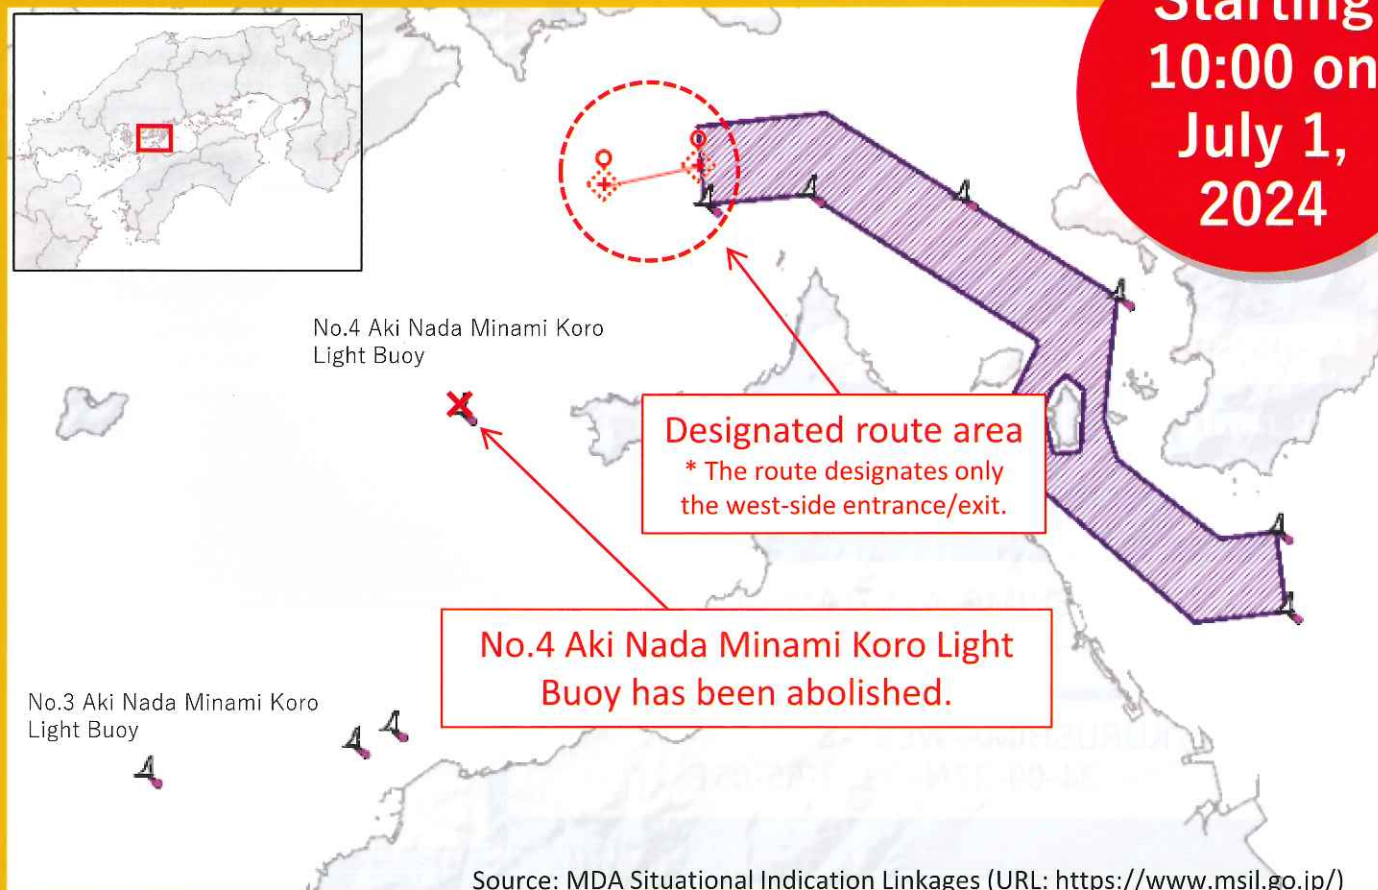 Starting
10:00 on
July 1,
2024
No.4 Aki Nada Minami Koro
Light Buoy
Designated route area
* The route designates only
the west-side entrance/exit.
No.4 Aki Nada Minami Koro Light
Buoy has been abolished.
No.3 Aki Nada Minami Koro
Light Buoy
Source: MDA Situational Indication Linkages (URL: https://www.msil.go.jp/)